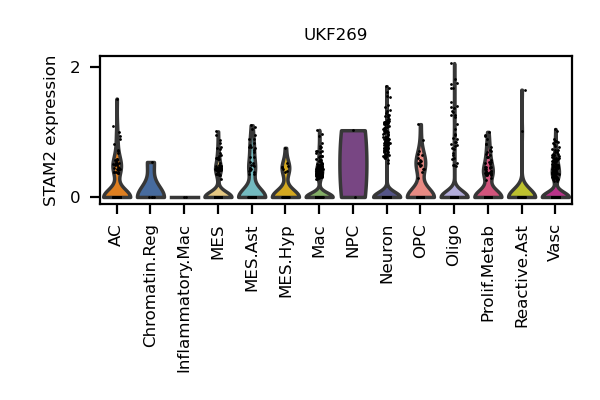 UKF269
STAM2 expression
2
0
AC
Chromatin.Reg
Inflammatory.Mac
MES
MES.Ast
MES.Hyp
Mac
NPC
Neuron
OPC
Oligo
Prolif.Metab
Reactive.Ast
Vasc